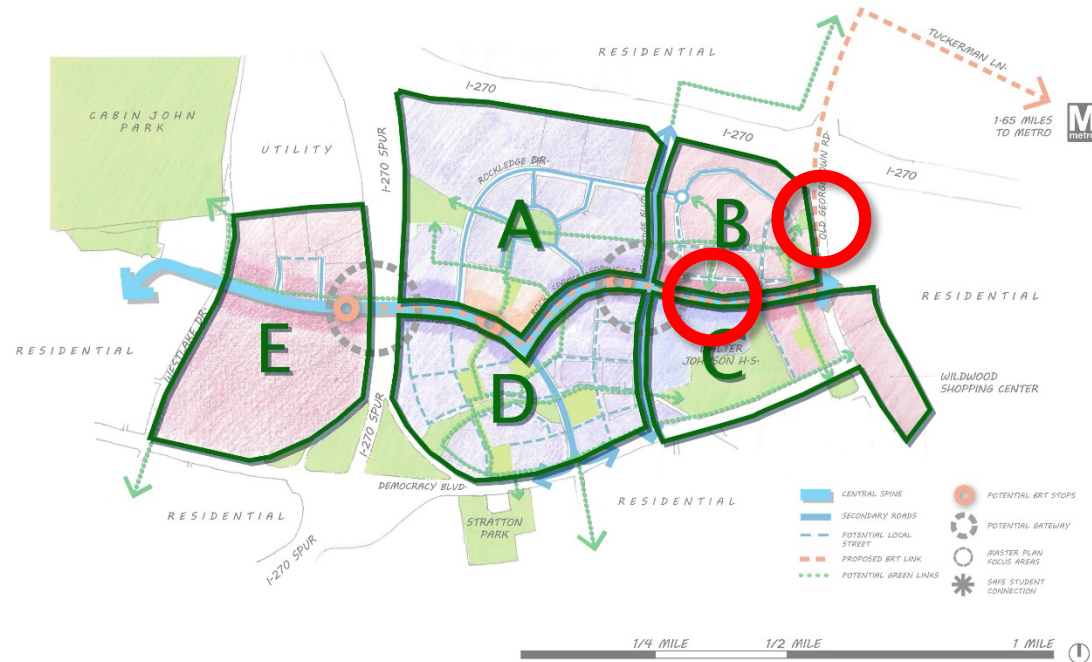 RESIDENTIAL
TUCKERMAN LN.
I-270
CABIN JOHN
PARK
1.65 MILES
TO METRO
M
metro
UTILITY
I-270 SPUR
I-270
ROCKLEDGE DR.
I-270
OLD GEORGETOWN RD.
A
B
RESIDENTIAL
E
WESTLAKE DR.
RESIDENTIAL
C
JOHNSON H.S.
D
WILDWOOD
SHOPPING CENTER
I-270 SPUR
DEMOCRACY BLVD.
RESIDENTIAL
RESIDENTIAL
STRATTON
PARK
I-270 SPUR
CENTRAL SPINE
SECONDARY ROADS
POTENTIAL LOCAL
STREET
PROPOSED BRT LINK
POTENTIAL GREEN LINKS
POTENTIAL BRT STOPS
POTENTIAL GATEWAY
MASTER PLAN
FOCUS AREAS
SAFE STUDENT
CONNECTION
1/4 MILE
1/2 MILE
1 MILE